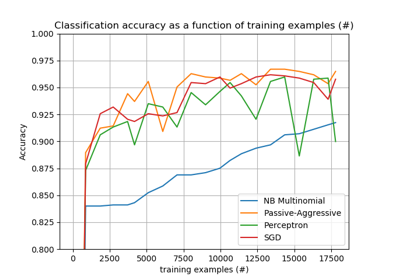 Classification accuracy as a function of training examples (#)
1.000
0.975
0.950
0.925
0.900
0.875
0.850
0.825
0.800
Accuracy
NB Multinomial
Passive-Aggressive
Perceptron
SGD
0 2500 5000 7500 10000 12500 15000 17500
training examples (#)